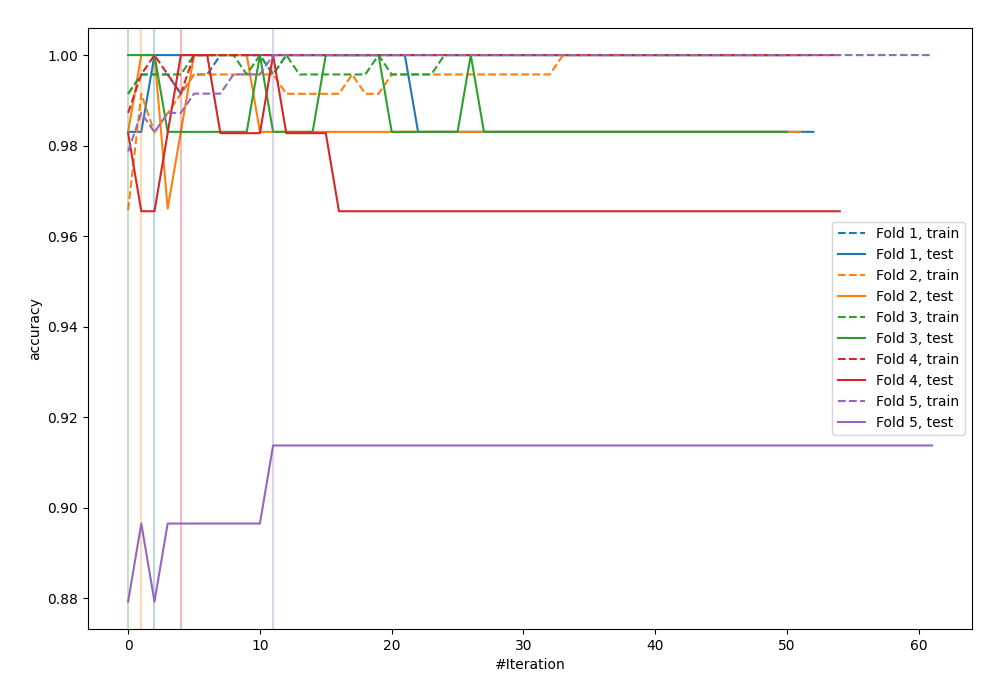 1.00
0.98
0.96
0.94
0.92
0.90
0.88
accuracy
0
10
20
30
40
50
60
#Iteration
Fold 1, train
Fold 1, test
Fold 2, train
Fold 2, test
Fold 3, train
Fold 3, test
Fold 4, train
Fold 4, test
Fold 5, train
Fold 5, test